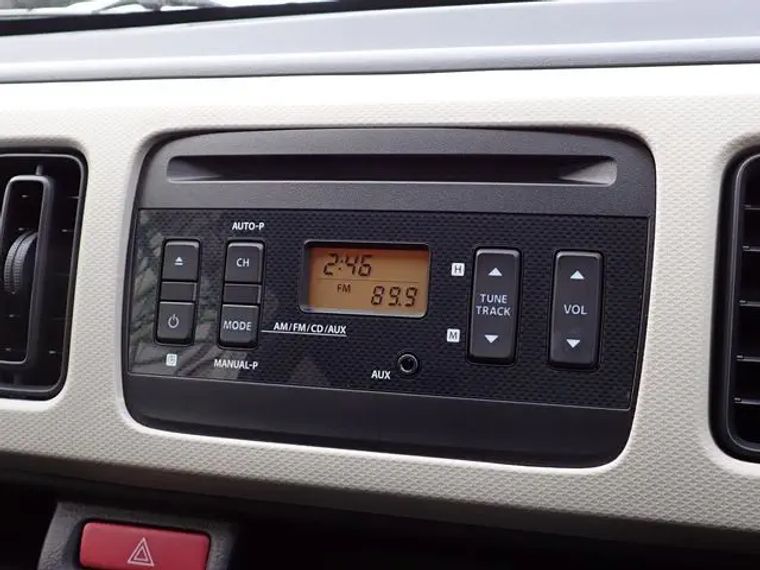 AUTO-P
CH
2:46
FM 89.9
H
TUNE
TRACK
VOL
MODE
AM/FM/CD/AUX
M
MANUAL-P
AUX